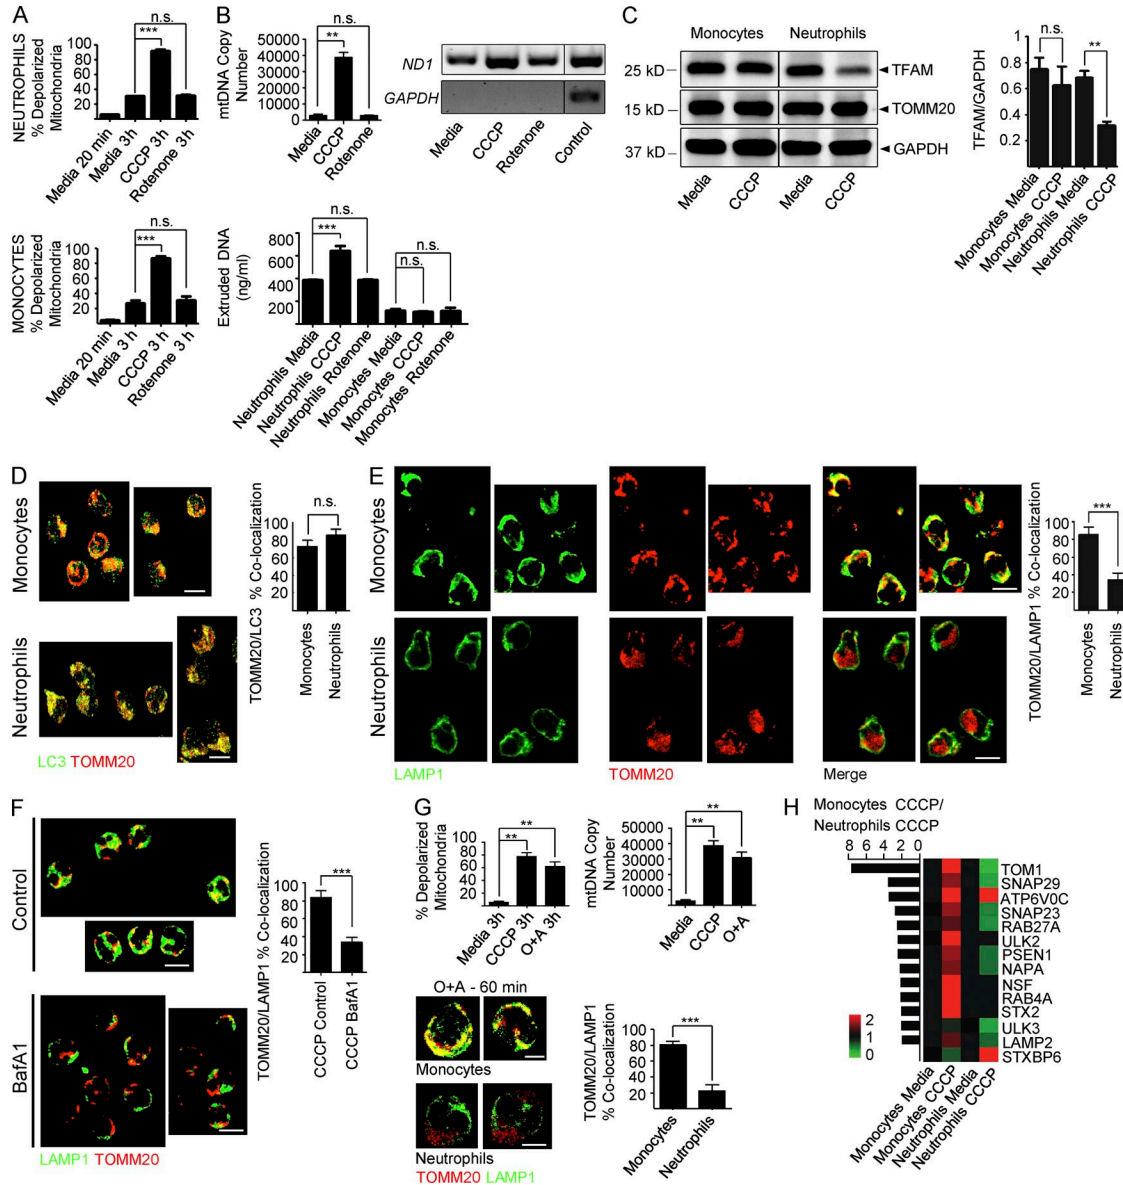 A
NEUTROPHILS
% Depolarized
Mitochondria
n.s.
***
100
80
60
40
20
Media 20 min
Media 3h
CCCP 3h
Rotenone 3h
MONOCYTES
% Depolarized
Mitochondria
n.s.
***
100
80
60
40
20
Media 20 min
Media 3 h
CCCP 3 h
Rotenone 3 h
B
mtDNA Copy
Number
n.s.
**
50000
40000
30000
20000
10000
0
Media
CCCP
Rotenone
ND1
GAPDH
Media
CCCP
Rotenone
Control
Extruded DNA
(ng/ml)
n.s.
***
n.s.
n.s.
800
600
400
200
Neutrophils Media
Neutrophils CCCP
Neutrophils Rotenone
Monocytes Media
Monocytes CCCP
Monocytes Rotenone
C
Monocytes
Neutrophils
25 kD
TFAM
15 kD
TOMM20
37 kD
GAPDH
Media
CCCP
Media
CCCP
TFAM/GAPDH
n.s.
**
1
0.8
0.6
0.4
0.2
Monocytes Media
Monocytes CCCP
Neutrophils Media
Neutrophils CCCP
D
Monocytes
Neutrophils
LC3 TOMM20
TOMM20/LC3
% Co-localization
n.s.
100
80
60
40
20
Monocytes
Neutrophils
E
Monocytes
Neutrophils
LAMP1
TOMM20
Merge
TOMM20/LAMP1
% Co-localization
***
100
80
60
40
20
Monocytes
Neutrophils
F
Control
BafA1
LAMP1 TOMM20
TOMM20/LAMP1
% Co-localization
***
100
80
60
40
20
CCCP Control
CCCP BafA1
G
% Depolarized
Mitochondria
**
**
100
80
60
40
20
Media 3h
CCCP 3h
O+A 3h
mtDNA Copy
Number
**
**
50000
40000
30000
20000
10000
0
Media
CCCP
O+A
O+A - 60 min
Monocytes
Neutrophils
TOMM20 LAMP1
TOMM20/LAMP1
% Co-localization
***
100
80
60
40
20
Monocytes
Neutrophils
H
Monocytes CCCP/
Neutrophils CCCP
8 6 4 2 0
TOM1
SNAP29
ATP6V0C
SNAP23
RAB27A
ULK2
PSEN1
NAPA
NSF
RAB4A
STX2
ULK3
LAMP2
STXBP6
2
1
0
Monocytes Media
Monocytes CCCP
Neutrophils Media
Neutrophils CCCP